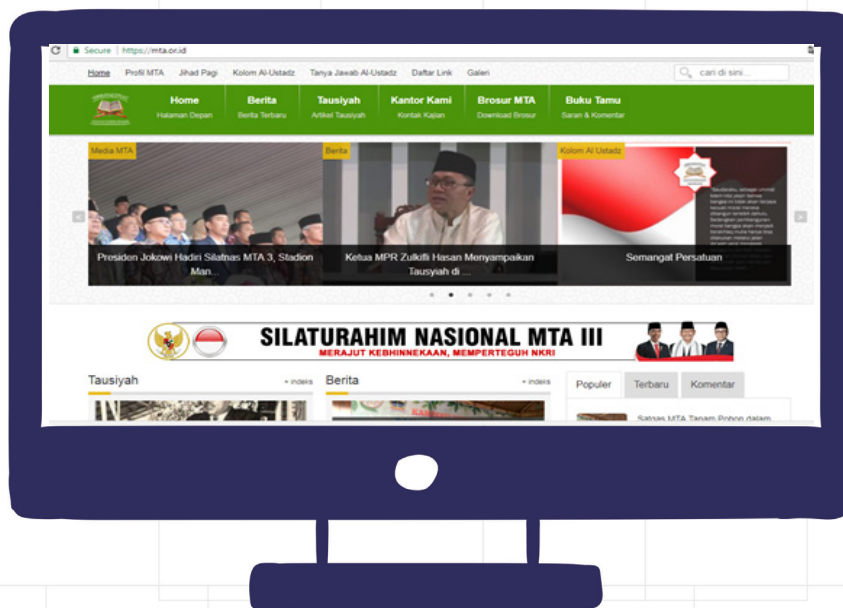 Secure | https://mta.or.id
Home Profil MTA Jihad Pagi Kolom Al-Ustadz Tanya Jawab Al-Ustadz Daftar Link Galeri cari di sini...
Home Berita Tausiyah Kantor Kami Brosur MTA Buku Tamu
Halaman Depan Berita Terbaru Artikel Tausiyah Kontak Kajian Download Brosur Saran & Komentar
Media MTA Berita Kolom Al Ustadz
Presiden Jokowi Hadiri Silatnas MTA 3, Stadion Man...
Ketua MPR Zulkifli Hasan Menyampaikan Tausyiah di ...
Semangat Persatuan
SILATURAHIM NASIONAL MTA III
MERAJUT KEBHINNEKAAN, MEMPERTEGUH NKRI
Tausiyah + indeks Berita + indeks Populer Terbaru Komentar
MTA Tanam Pohon dalam